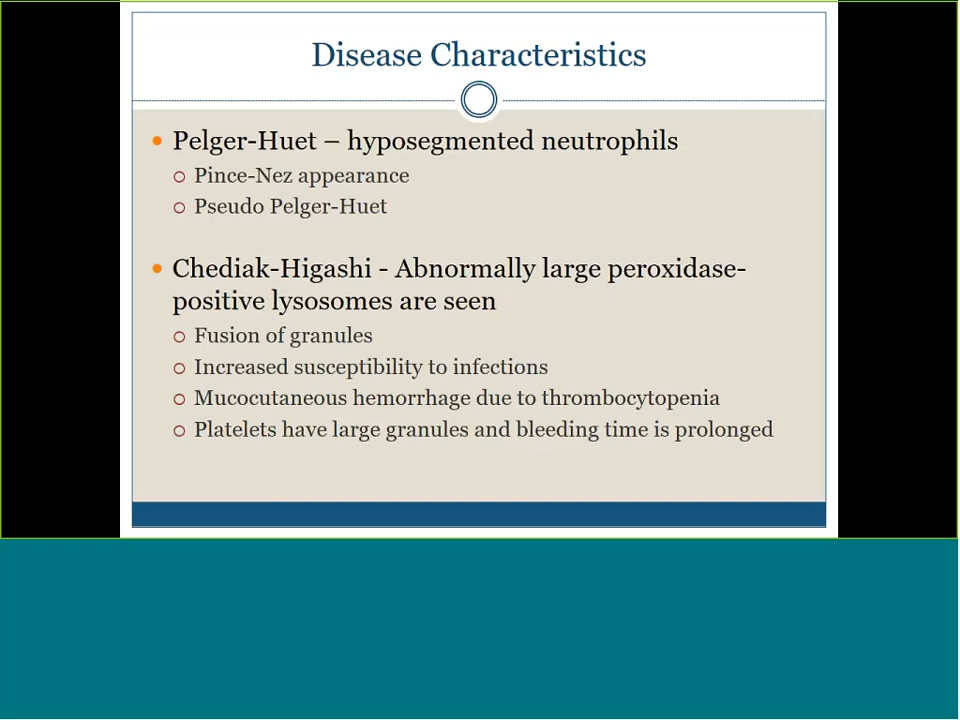 Disease Characteristics
Pelger-Huet – hyposegmented neutrophils
Pince-Nez appearance
Pseudo Pelger-Huet
Chediak-Higashi - Abnormally large peroxidase-
positive lysosomes are seen
Fusion of granules
Increased susceptibility to infections
Mucocutaneous hemorrhage due to thrombocytopenia
Platelets have large granules and bleeding time is prolonged